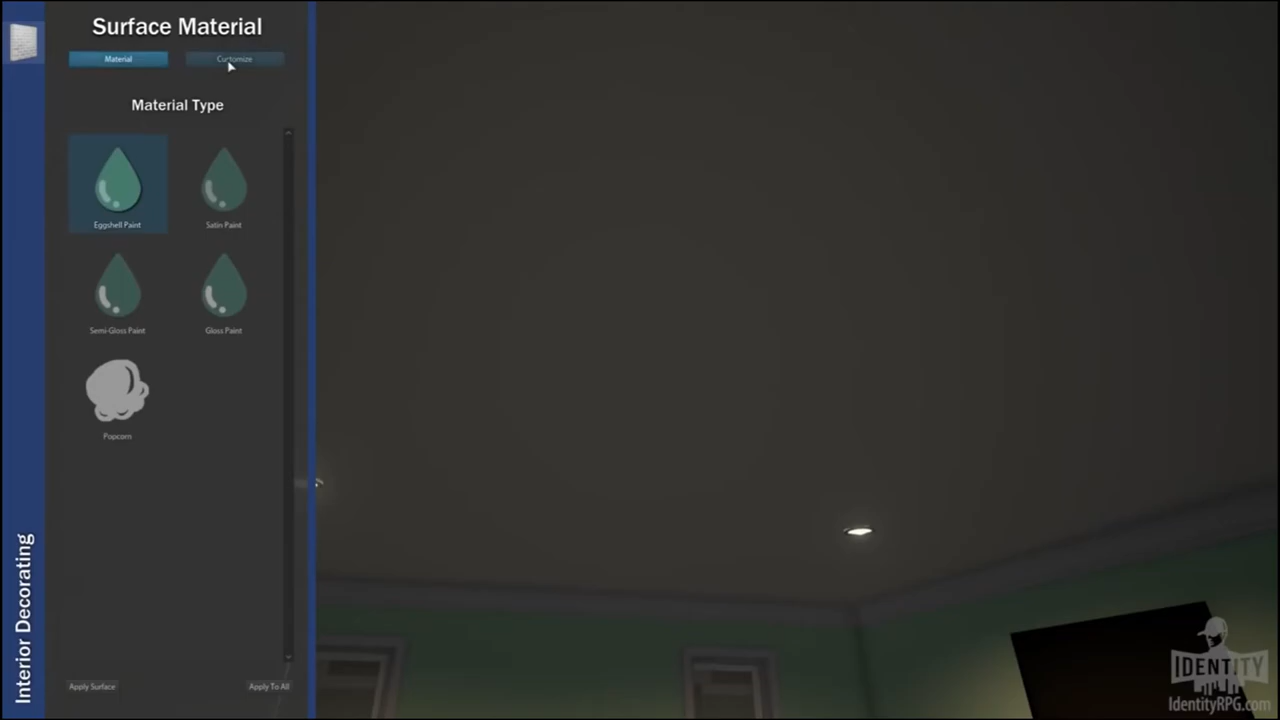 Surface Material
Material
Customize
Material Type
Eggshell Paint
Satin Paint
Semi-Gloss Paint
Gloss Paint
Popcorn
Interior Decorating
Apply Surface
Apply To All
IDENTITY
IdentityRPG.com